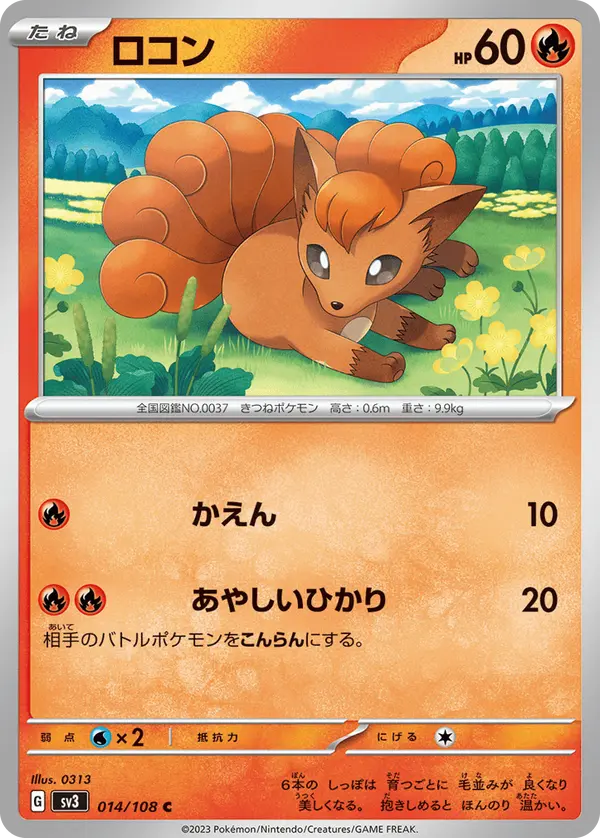 たね ロコン HP60
全国図鑑NO.0037 きつねポケモン 高さ:0.6m 重さ:9.9kg
かえん 10
あやしいひかり 20
相手のバトルポケモンをこんらんにする。
弱点 ×2 抵抗力 にげる
Illus. 0313
G sv3 014/108 C
6本の しっぽは 育つごとに 毛並みが 良くなり
美しくなる。 抱きしめると ほんのり 温かい。
©2023 Pokémon/Nintendo/Creatures/GAME FREAK.